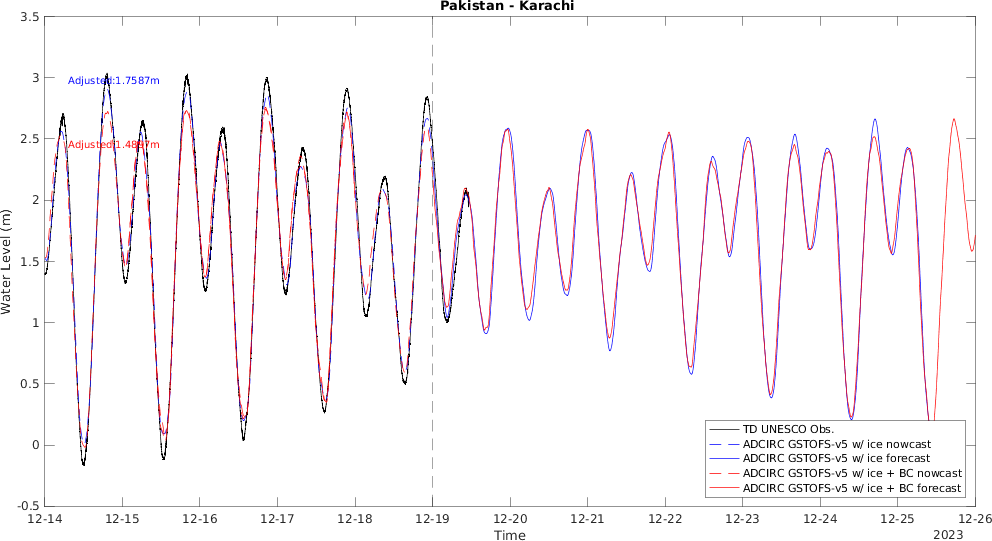 Pakistan - Karachi
3.5
3
2.5
2
1.5
1
0.5
0
-0.5
Water Level (m)
Adjusted:1.7587m
TD UNESCO Obs.
ADCIRC GSTOFS-v5 w/ ice nowcast
ADCIRC GSTOFS-v5 w/ ice forecast
ADCIRC GSTOFS-v5 w/ ice + BC nowcast
ADCIRC GSTOFS-v5 w/ ice + BC forecast
12-14 12-15 12-16 12-17 12-18 12-19 12-20 12-21 12-22 12-23 12-24 12-25 12-26
Time
2023